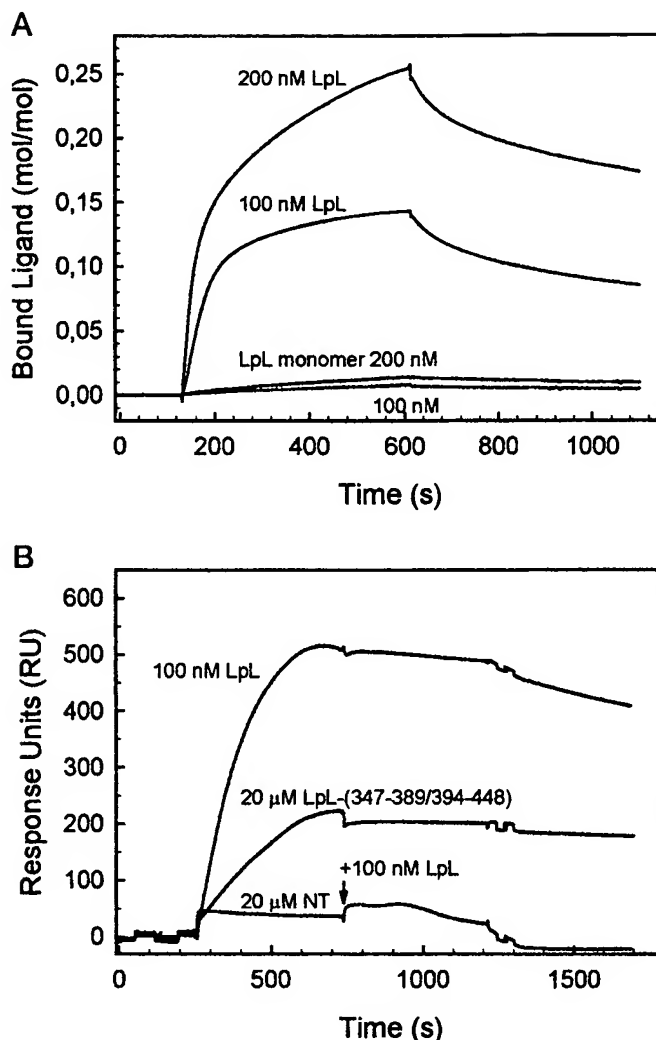 A
Bound Ligand (mol/mol)
0,25
0,20
0,15
0,10
0,05
0,00
200 nM LpL
100 nM LpL
LpL monomer 200 nM
100 nM
0 200 400 600 800 1000
Time (s)
B
Response Units (RU)
600
500
400
300
200
100
0
100 nM LpL
20 μM LpL-(347-389/394-448)
+100 nM LpL
20 μM NT
0 500 1000 1500
Time (s)